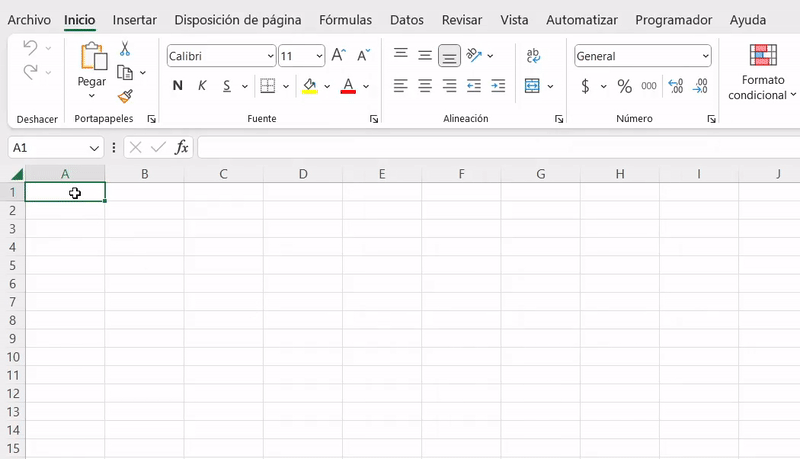 Archivo Inicio Insertar Disposición de página Fórmulas Datos Revisar Vista Automatizar Programador Ayuda
Calibri 11 A A ab c General
Pegar N K S A $ % 000 ,00 ,00 Formato condicional
Deshacer Portapapeles Fuente Alineación Número
A1 fx
A B C D E F G H I J
1
2
3
4
5
6
7
8
9
10
11
12
13
14
15